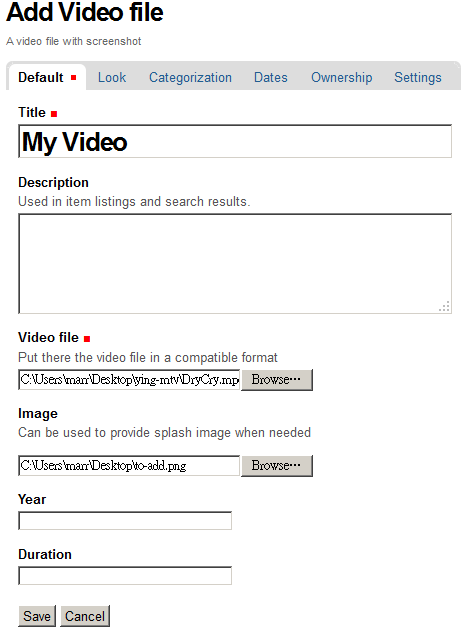 Add Video file
A video file with screenshot
Default Look Categorization Dates Ownership Settings
Title
My Video
Description
Used in item listings and search results.
Video file
Put there the video file in a compatible format
C:\Users\marr\Desktop\ying-mtv\DryCry.mp Browse…
Image
Can be used to provide splash image when needed
C:\Users\marr\Desktop\to-add.png Browse…
Year
Duration
Save Cancel